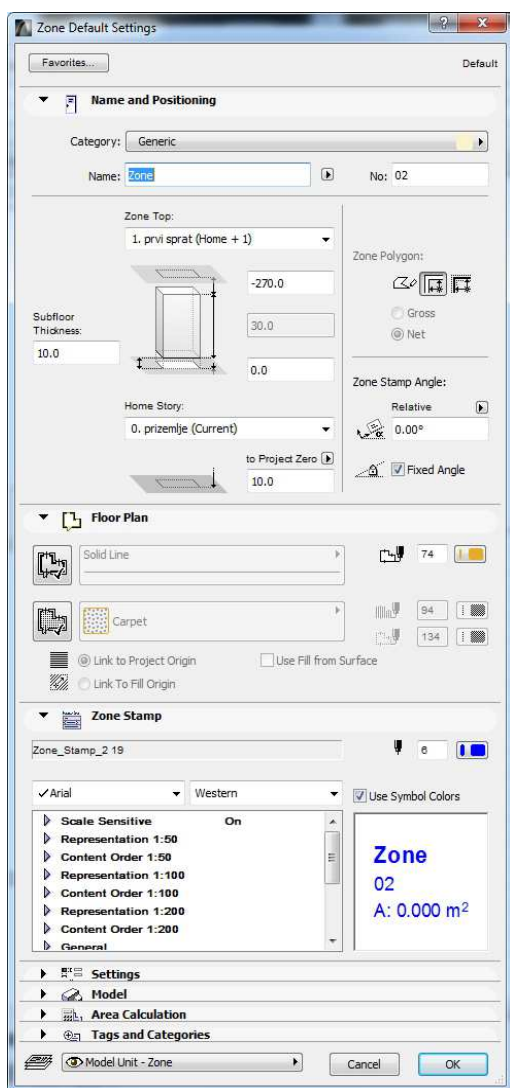 Zone Default Settings
Favorites...
Default
Name and Positioning
Category: Generic
Name: Zone
No: 02
Zone Top:
1. prvi sprat (Home + 1)
Zone Polygon:
-270.0
Gross
Subfloor
Thickness:
30.0
Net
10.0
0.0
Zone Stamp Angle:
Home Story:
Relative
0. prizemlje (Current)
α 0.00°
to Project Zero
Fixed Angle
10.0
Floor Plan
Solid Line
74
Carpet
94
134
Link to Project Origin
Use Fill from Surface
Link To Fill Origin
Zone Stamp
Zone_Stamp_2 19
6
Arial
Western
Use Symbol Colors
Scale Sensitive On
Representation 1:50
Content Order 1:50
Representation 1:100
Content Order 1:100
Representation 1:200
Content Order 1:200
General
Zone
02
A: 0.000 m²
Settings
Model
Area Calculation
Tags and Categories
Model Unit - Zone
Cancel
OK